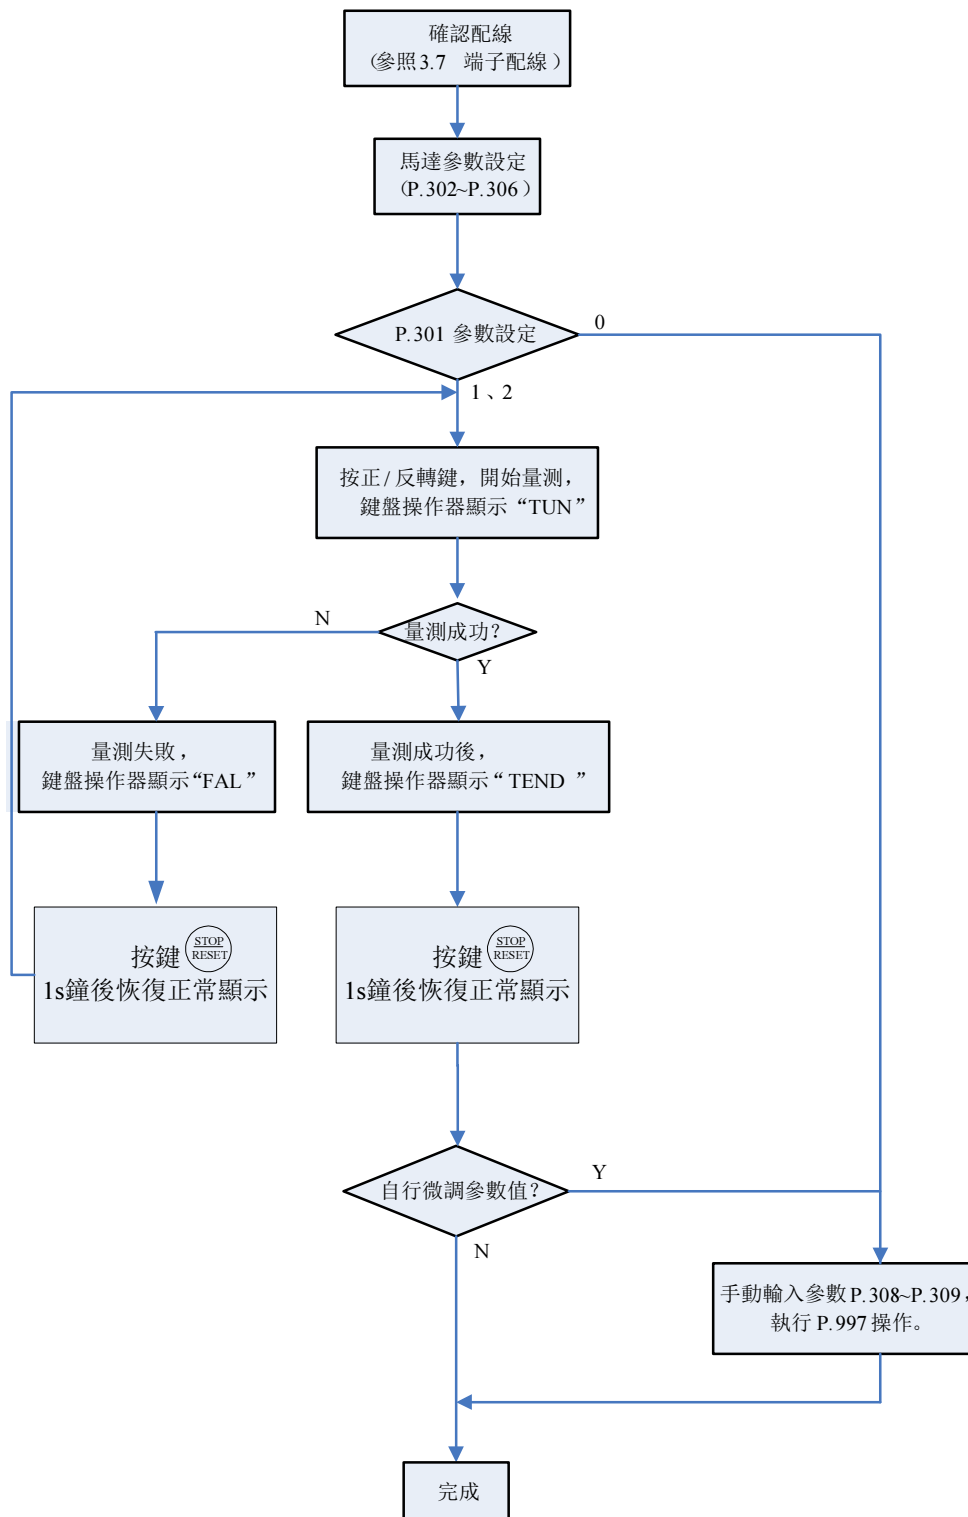 確認配線
(參照3.7 端子配線)
馬達參數設定
(P.302~P.306)
P.301 參數設定
0
1、2
按正/反轉鍵，開始量测，
鍵盤操作器顯示“TUN”
量測成功？
N
Y
量測失敗，
鍵盤操作器顯示“FAL”
量測成功後，
鍵盤操作器顯示“TEND ”
按鍵 STOP
RESET
1s鐘後恢復正常顯示
按鍵 STOP
RESET
1s鐘後恢復正常顯示
自行微調參數值？
Y
N
手動輸入參數P.308~P.309，
執行 P.997操作。
完成